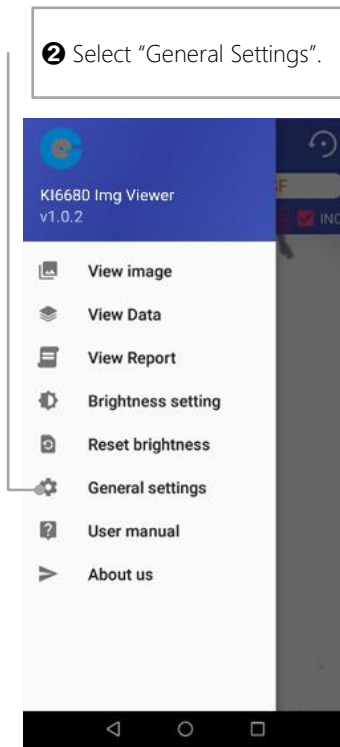 ❷ Select “General Settings”.
KI6680 Img Viewer
v1.0.2
View image
View Data
View Report
Brightness setting
Reset brightness
General settings
User manual
About us